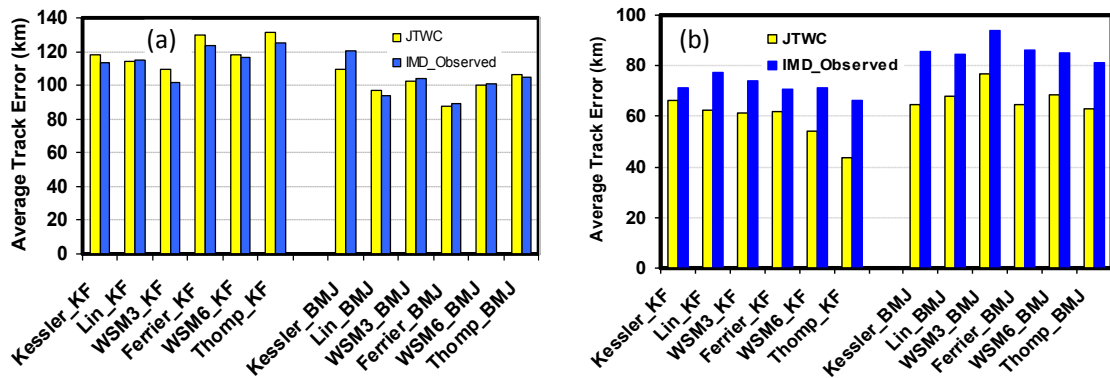 Average Track Error (km)
140
120
100
80
60
40
20
0
(a)
JTWC
IMD_Observed
Kessler_KF
Lin_KF
WSM3_KF
Ferrier_KF
WSM6_KF
Thomp_KF
Kessler_BMJ
Lin_BMJ
WSM3_BMJ
Ferrier_BMJ
WSM6_BMJ
Thomp_BMJ
Average Track Error (km)
100
80
60
40
20
0
(b)
JTWC
IMD_Observed
Kessler_KF
Lin_KF
WSM3_KF
Ferrier_KF
WSM6_KF
Thomp_KF
Kessler_BMJ
Lin_BMJ
WSM3_BMJ
Ferrier_BMJ
WSM6_BMJ
Thomp_BMJ